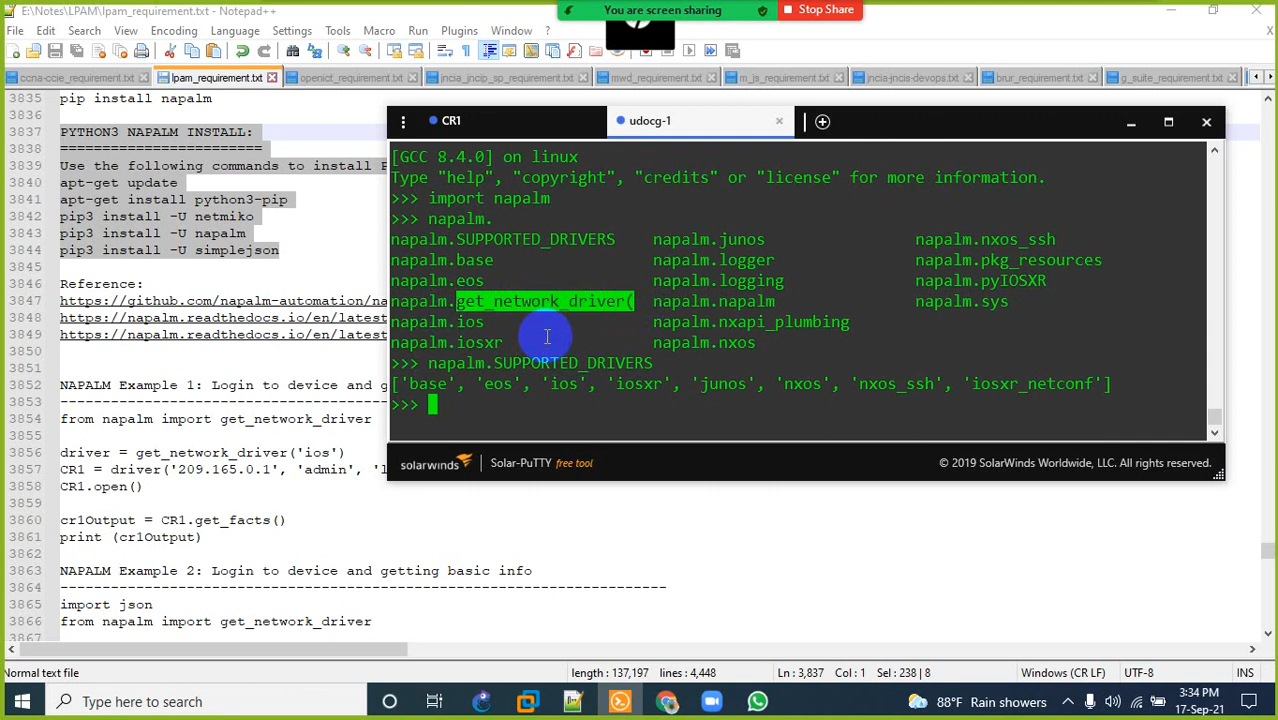 E:\Notes\LPAM\lpam_requirement.txt - Notepad++
You are screen sharing
Stop Share
File Edit Search View Encoding Language Settings Tools Macro Run Plugins Window ?
ccna-ccie_requirement.txt lpam_requirement.txt openict_requirement.txt jncia_jncip_sp_requirement.txt mwd_requirement.txt m_js_requirement.txt jncia-jncis-devops.txt brur_requirement.txt g_suite_requirement.txt
3835 pip install napalm
3836
3837 PYTHON3 NAPALM INSTALL:
3838 ========================
3839 Use the following commands to install P
3840 apt-get update
3841 apt-get install python3-pip
3842 pip3 install -U netmiko
3843 pip3 install -U napalm
3844 pip3 install -U simplejson
3845
3846 Reference:
3847 https://github.com/napalm-automation/na
3848 https://napalm.readthedocs.io/en/latest
3849 https://napalm.readthedocs.io/en/latest
3850
3851
3852 NAPALM Example 1: Login to device and g
3853
3854 from napalm import get_network_driver
3855
3856 driver = get_network_driver('ios')
3857 CR1 = driver('209.165.0.1', 'admin', 'l
3858 CR1.open()
3859
3860 cr1Output = CR1.get_facts()
3861 print (cr1Output)
3862
3863 NAPALM Example 2: Login to device and getting basic info
3864 -------------------------------------------------------------------
3865 import json
3866 from napalm import get_network_driver
3867
CR1 udocg-1
[GCC 8.4.0] on linux
Type "help", "copyright", "credits" or "license" for more information.
>>> import napalm
>>> napalm.
napalm.SUPPORTED_DRIVERS napalm.junos napalm.nxos_ssh
napalm.base napalm.logger napalm.pkg_resources
napalm.eos napalm.logging napalm.pyIOSXR
napalm.get_network_driver( napalm.napalm napalm.sys
napalm.ios napalm.nxapi_plumbing
napalm.iosxr napalm.nxos
>>> napalm.SUPPORTED_DRIVERS
['base', 'eos', 'ios', 'iosxr', 'junos', 'nxos', 'nxos_ssh', 'iosxr_netconf']
>>>
solarwinds Solar-PuTTY free tool © 2019 SolarWinds Worldwide, LLC. All rights reserved.
Normal text file length : 137,197 lines : 4,448 Ln : 3,837 Col : 1 Sel : 238 | 8 Windows (CR LF) UTF-8 INS
Type here to search
88°F Rain showers
3:34 PM
17-Sep-21